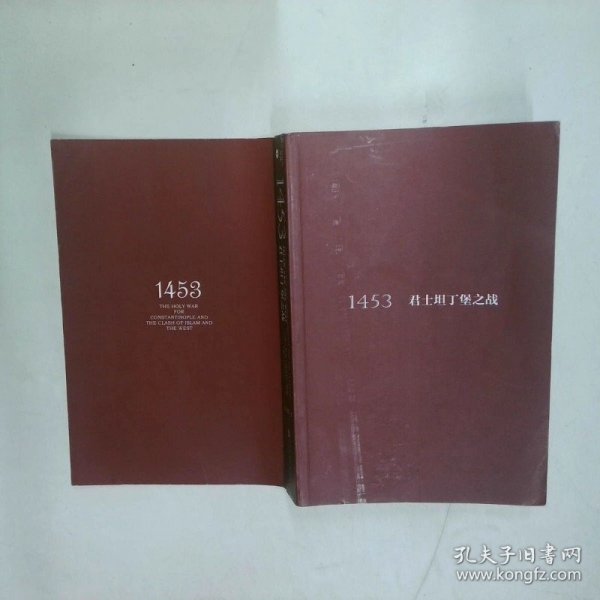 1453
THE HOLY WAR
FOR
CONSTANTINOPLE AND
THE CLASH OF ISLAM AND
THE WEST
1453
1453 君士坦丁堡之战
孔夫子旧书网
www.kongfz.com